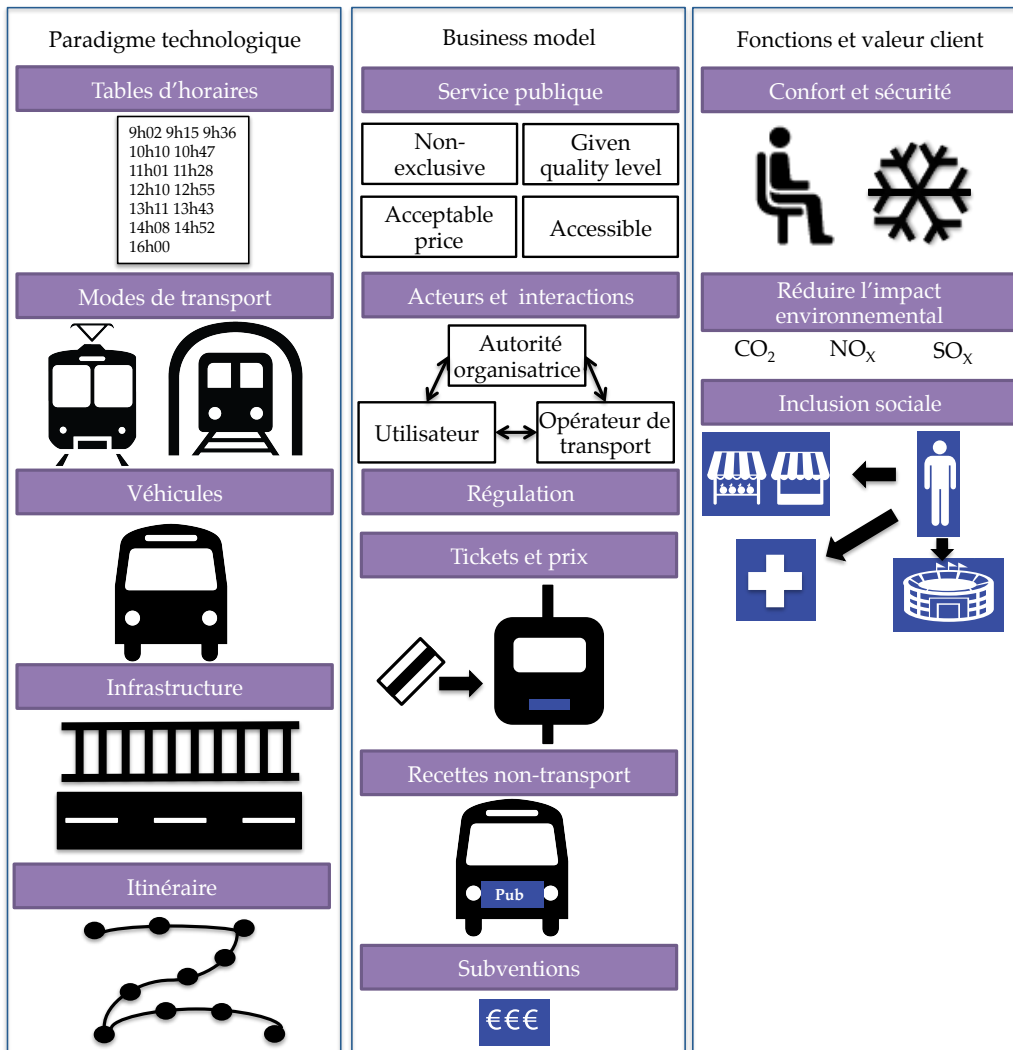 Paradigme technologique
Tables d'horaires
9h02 9h15 9h36
10h10 10h47
11h01 11h28
12h10 12h55
13h11 13h43
14h08 14h52
16h00
Modes de transport
Véhicules
Infrastructure
Itinéraire
Business model
Service publique
Non-
exclusive
Given
quality level
Acceptable
price
Accessible
Acteurs et interactions
Autorité
organisatrice
Utilisateur
Opérateur de
transport
Régulation
Tickets et prix
Recettes non-transport
Pub
Subventions
€€€
Fonctions et valeur client
Confort et sécurité
Réduire l'impact
environnemental
CO₂ NOX SOX
Inclusion sociale